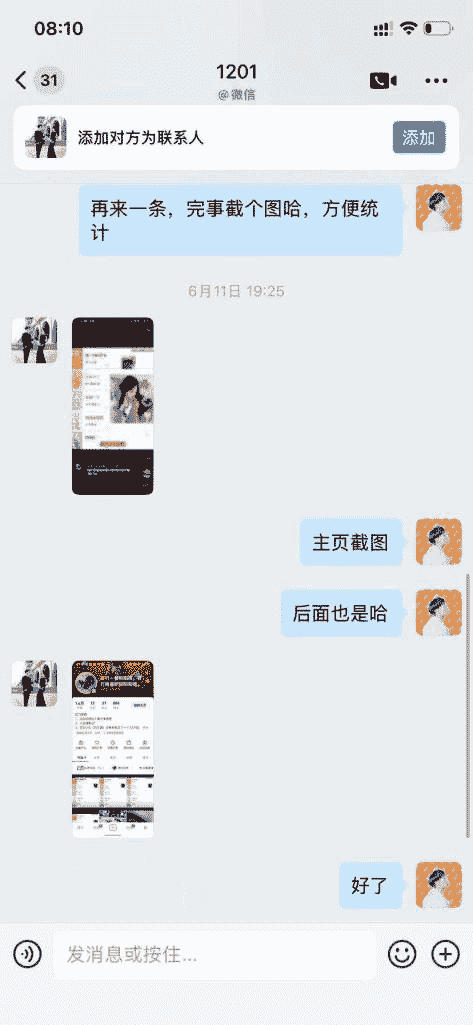 08:10
31
1201
@微信
添加对方为联系人
添加
再来一条，完事截个图哈，方便统
计
6月11日 19:25
主页截图
后面也是哈
好了
发消息或按住...